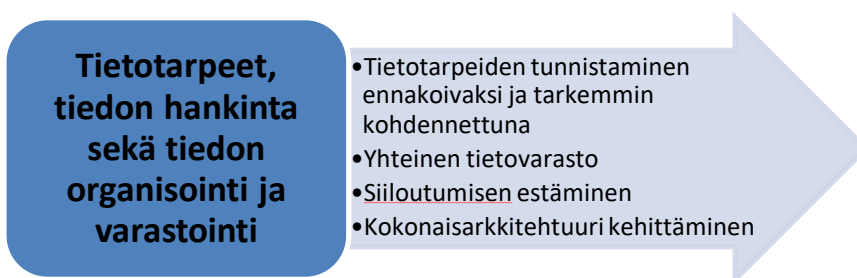 Tietotarpeet,
tiedon hankinta
sekä tiedon
organisointi ja
varastointi
•Tietotarpeiden tunnistaminen
ennakoivaksi ja tarkemmin
kohdennettuna
•Yhteinen tietovarasto
•Siiloutumisen estäminen
•Kokonaisarkkitehtuuri kehittäminen